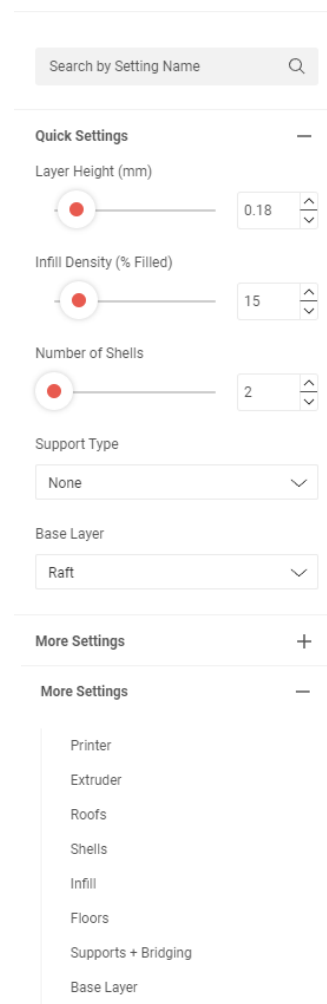 Search by Setting Name
Quick Settings
Layer Height (mm)
0.18
Infill Density (% Filled)
15
Number of Shells
2
Support Type
None
Base Layer
Raft
More Settings
More Settings
Printer
Extruder
Roofs
Shells
Infill
Floors
Supports + Bridging
Base Layer